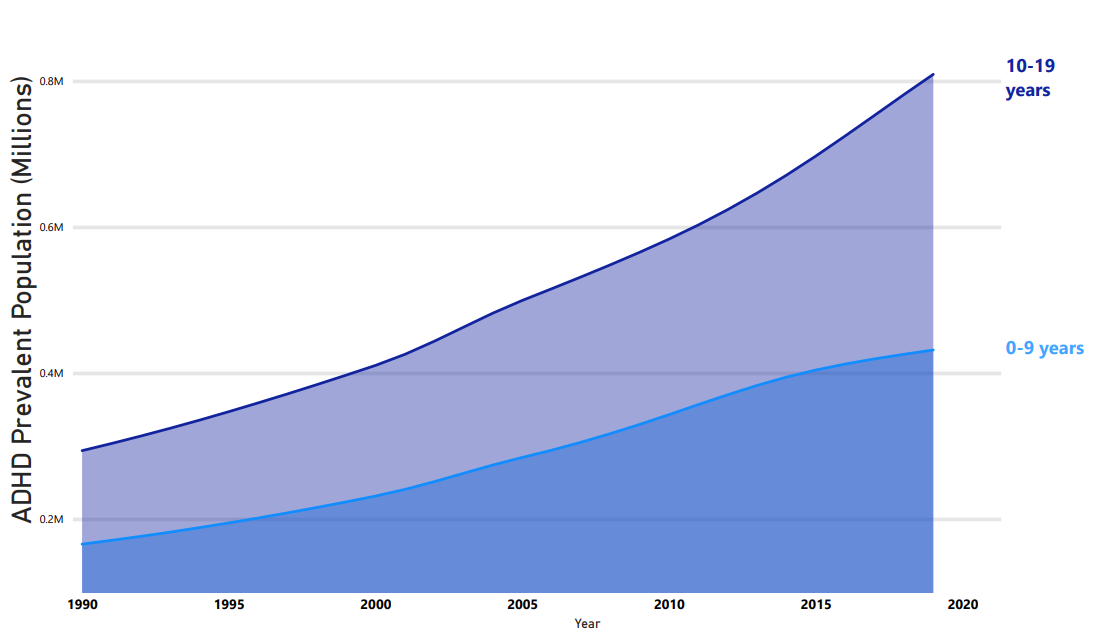 ADHD Prevalent Population (Millions)
0.8M
0.6M
0.4M
0.2M
10-19
years
0-9 years
1990 1995 2000 2005 2010 2015 2020
Year